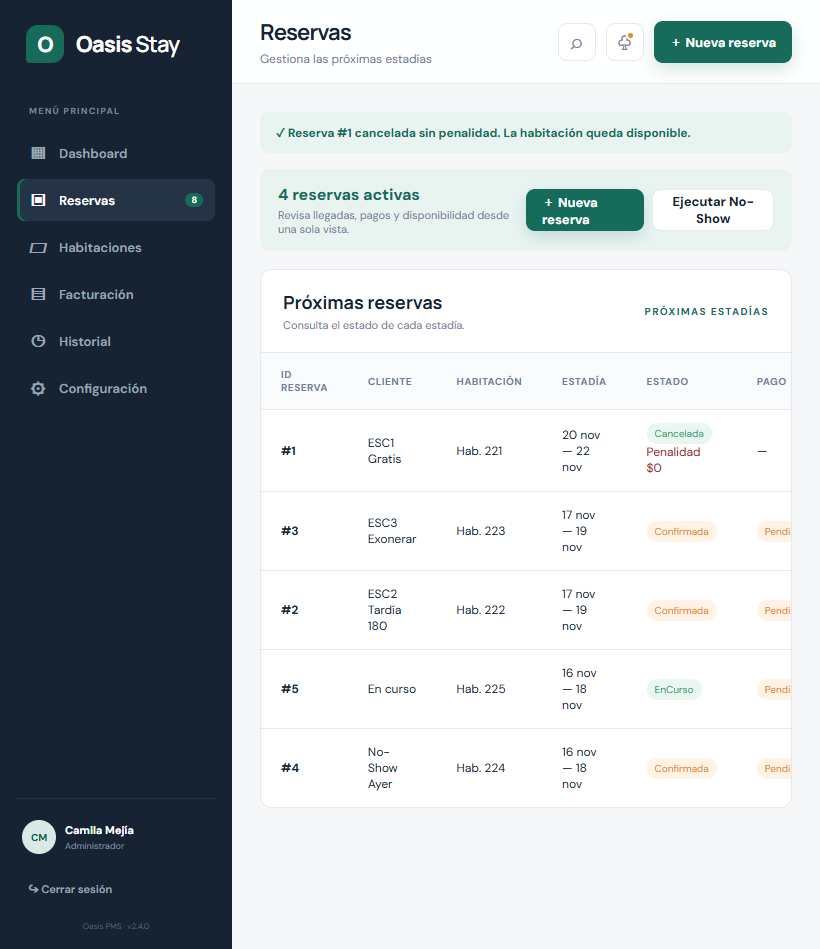 O Oasis Stay
MENÚ PRINCIPAL
Dashboard
Reservas 8
Habitaciones
Facturación
Historial
Configuración
CM Camila Mejía
Administrador
↪ Cerrar sesión
Oasis PMS · v2.4.0
Reservas
Gestiona las próximas estadías
+ Nueva reserva
✓ Reserva #1 cancelada sin penalidad. La habitación queda disponible.
4 reservas activas
Revisa llegadas, pagos y disponibilidad desde
una sola vista.
+ Nueva
reserva
Ejecutar No-
Show
Próximas reservas
Consulta el estado de cada estadía.
PRÓXIMAS ESTADÍAS
ID
RESERVA
CLIENTE
HABITACIÓN
ESTADÍA
ESTADO
PAGO
#1
ESC1
Gratis
Hab. 221
20 nov
— 22
nov
Cancelada
Penalidad
$0
—
#3
ESC3
Exonerar
Hab. 223
17 nov
— 19
nov
Confirmada
Pendi
#2
ESC2
Tardía
180
Hab. 222
17 nov
— 19
nov
Confirmada
Pendi
#5
En curso
Hab. 225
16 nov
— 18
nov
EnCurso
Pendi
#4
No-
Show
Ayer
Hab. 224
16 nov
— 18
nov
Confirmada
Pendi